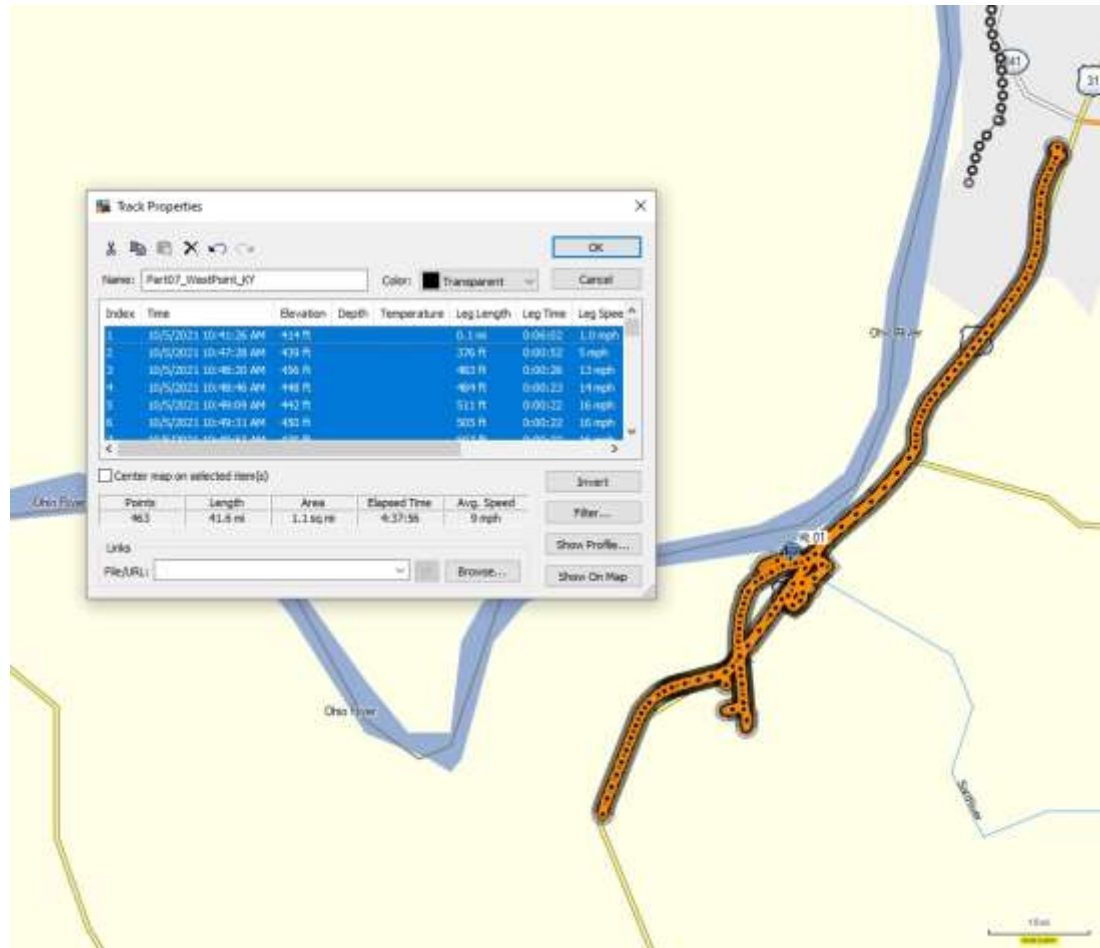 41
31
Track Properties
OK
Name: Part07_WestPoint_KY Color: Transparent Cancel
Index Time Elevation Depth Temperature Leg Length Leg Time Leg Spee
1 10/5/2021 10:41:26 AM 414 ft 0.1 mi 0:06:02 1.0 mph
2 10/5/2021 10:47:28 AM 439 ft 376 ft 0:00:52 5 mph
3 10/5/2021 10:48:20 AM 456 ft 483 ft 0:00:26 13 mph
4 10/5/2021 10:48:46 AM 448 ft 484 ft 0:00:23 14 mph
5 10/5/2021 10:49:09 AM 442 ft 511 ft 0:00:22 16 mph
6 10/5/2021 10:49:31 AM 450 ft 505 ft 0:00:22 16 mph
Ohio River
Center map on selected item(s) Invert
Ohio River
Points Length Area Elapsed Time Avg. Speed
463 41.6 mi 1.1 sq mi 4:37:56 9 mph
Filter...
Links
Show Profile...
File/URL: Browse... Show On Map
Ohio River
Salt River